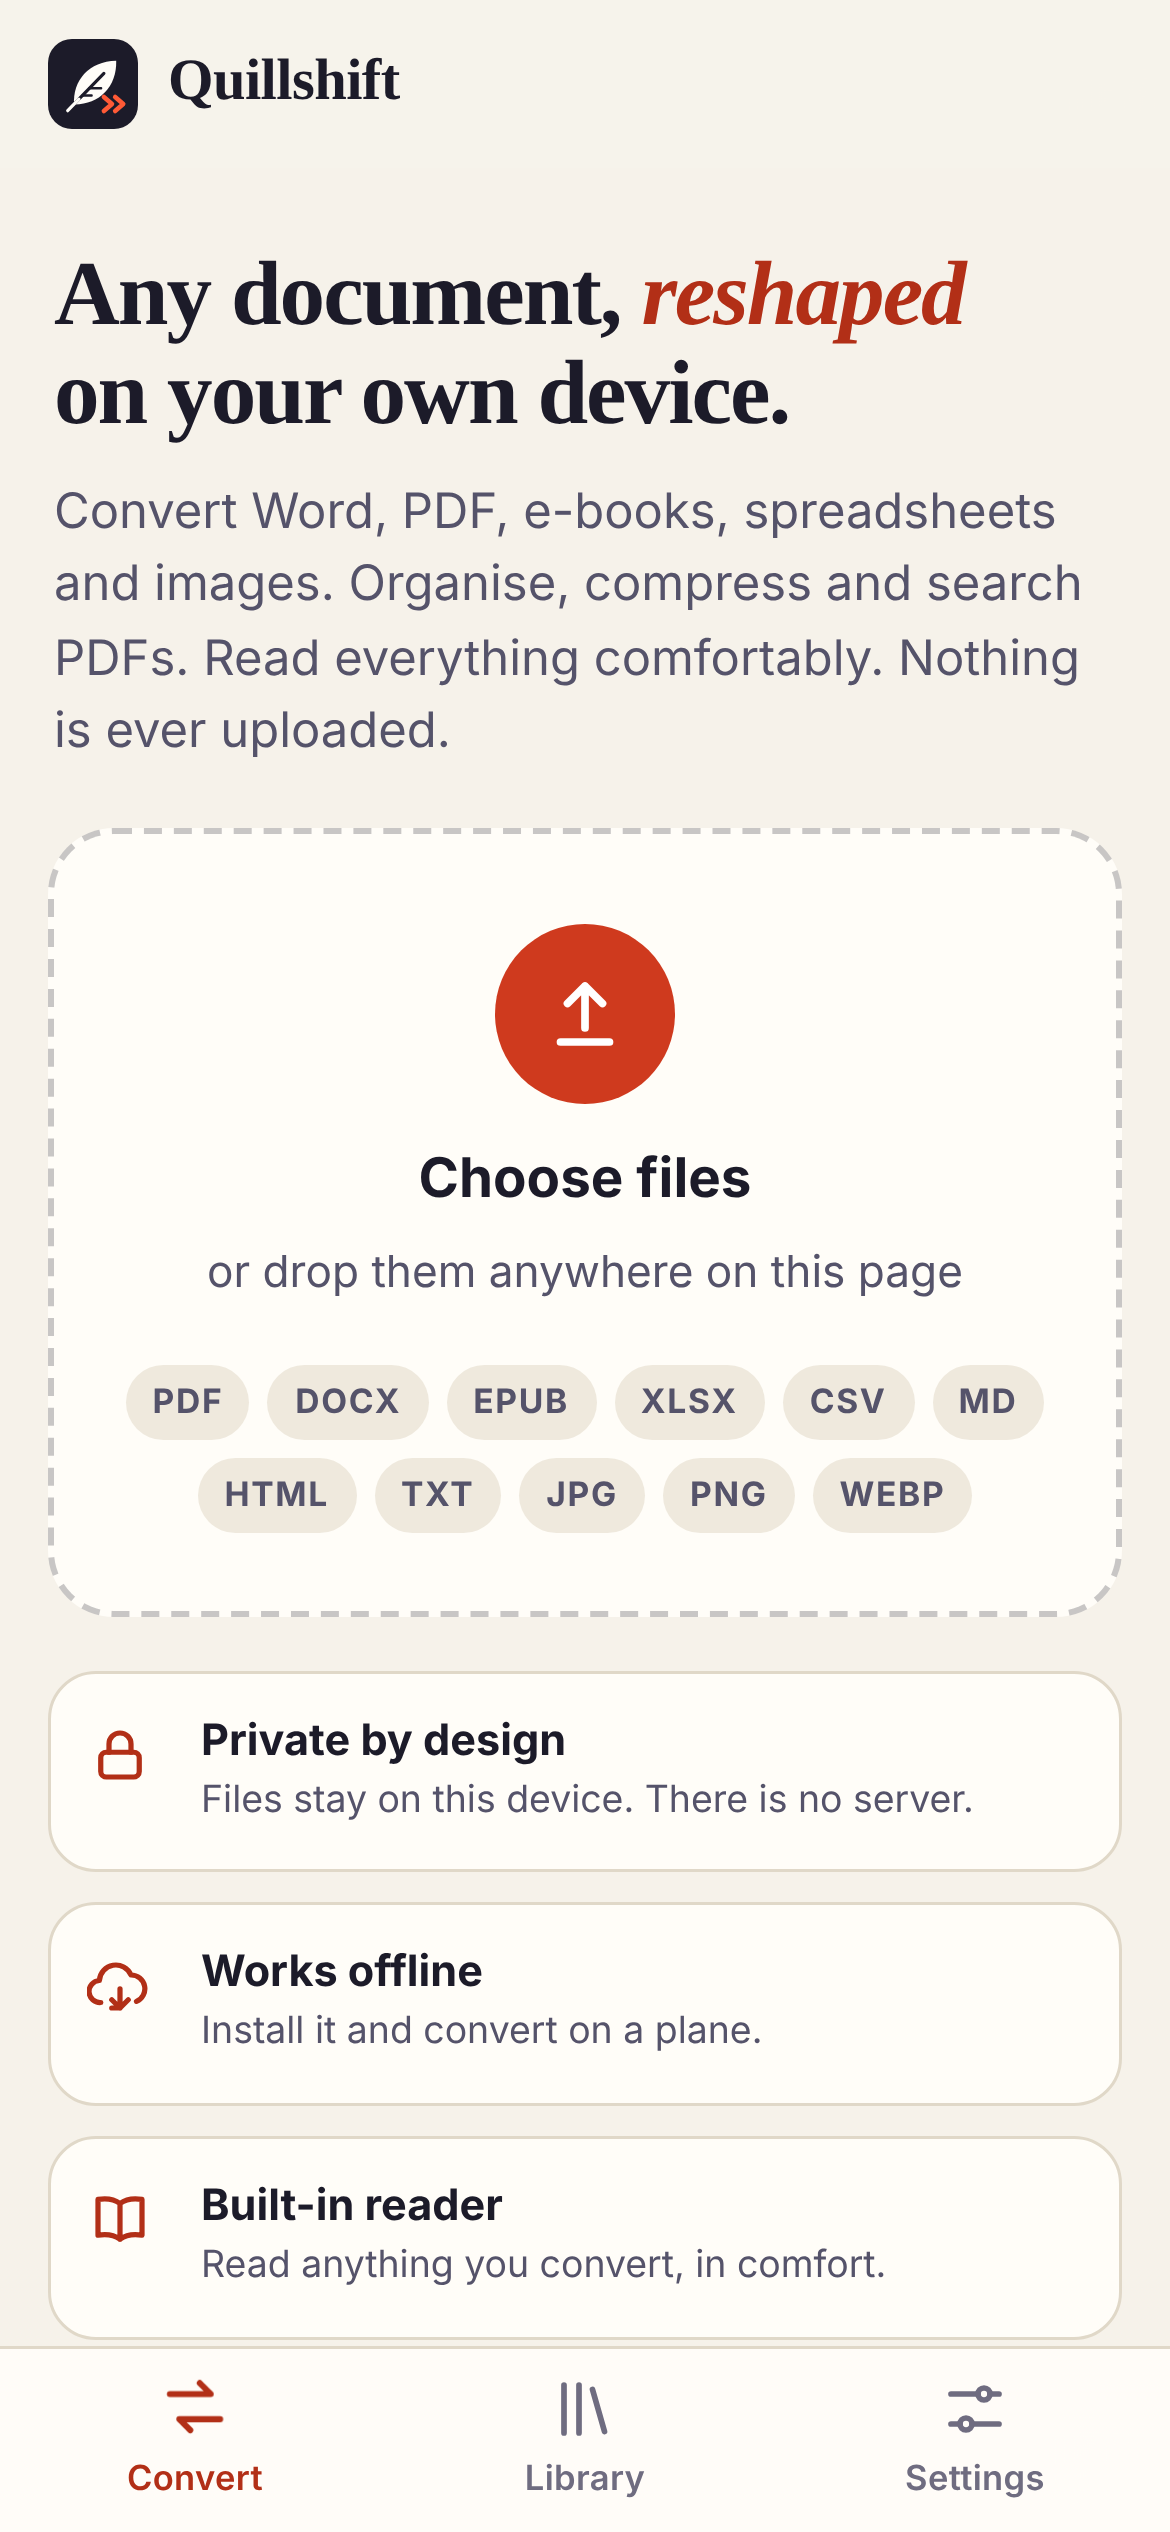 Quillshift
Any document, reshaped
on your own device.
Convert Word, PDF, e-books, spreadsheets
and images. Organise, compress and search
PDFs. Read everything comfortably. Nothing
is ever uploaded.
Choose files
or drop them anywhere on this page
PDF DOCX EPUB XLSX CSV MD
HTML TXT JPG PNG WEBP
Private by design
Files stay on this device. There is no server.
Works offline
Install it and convert on a plane.
Built-in reader
Read anything you convert, in comfort.
Convert Library Settings